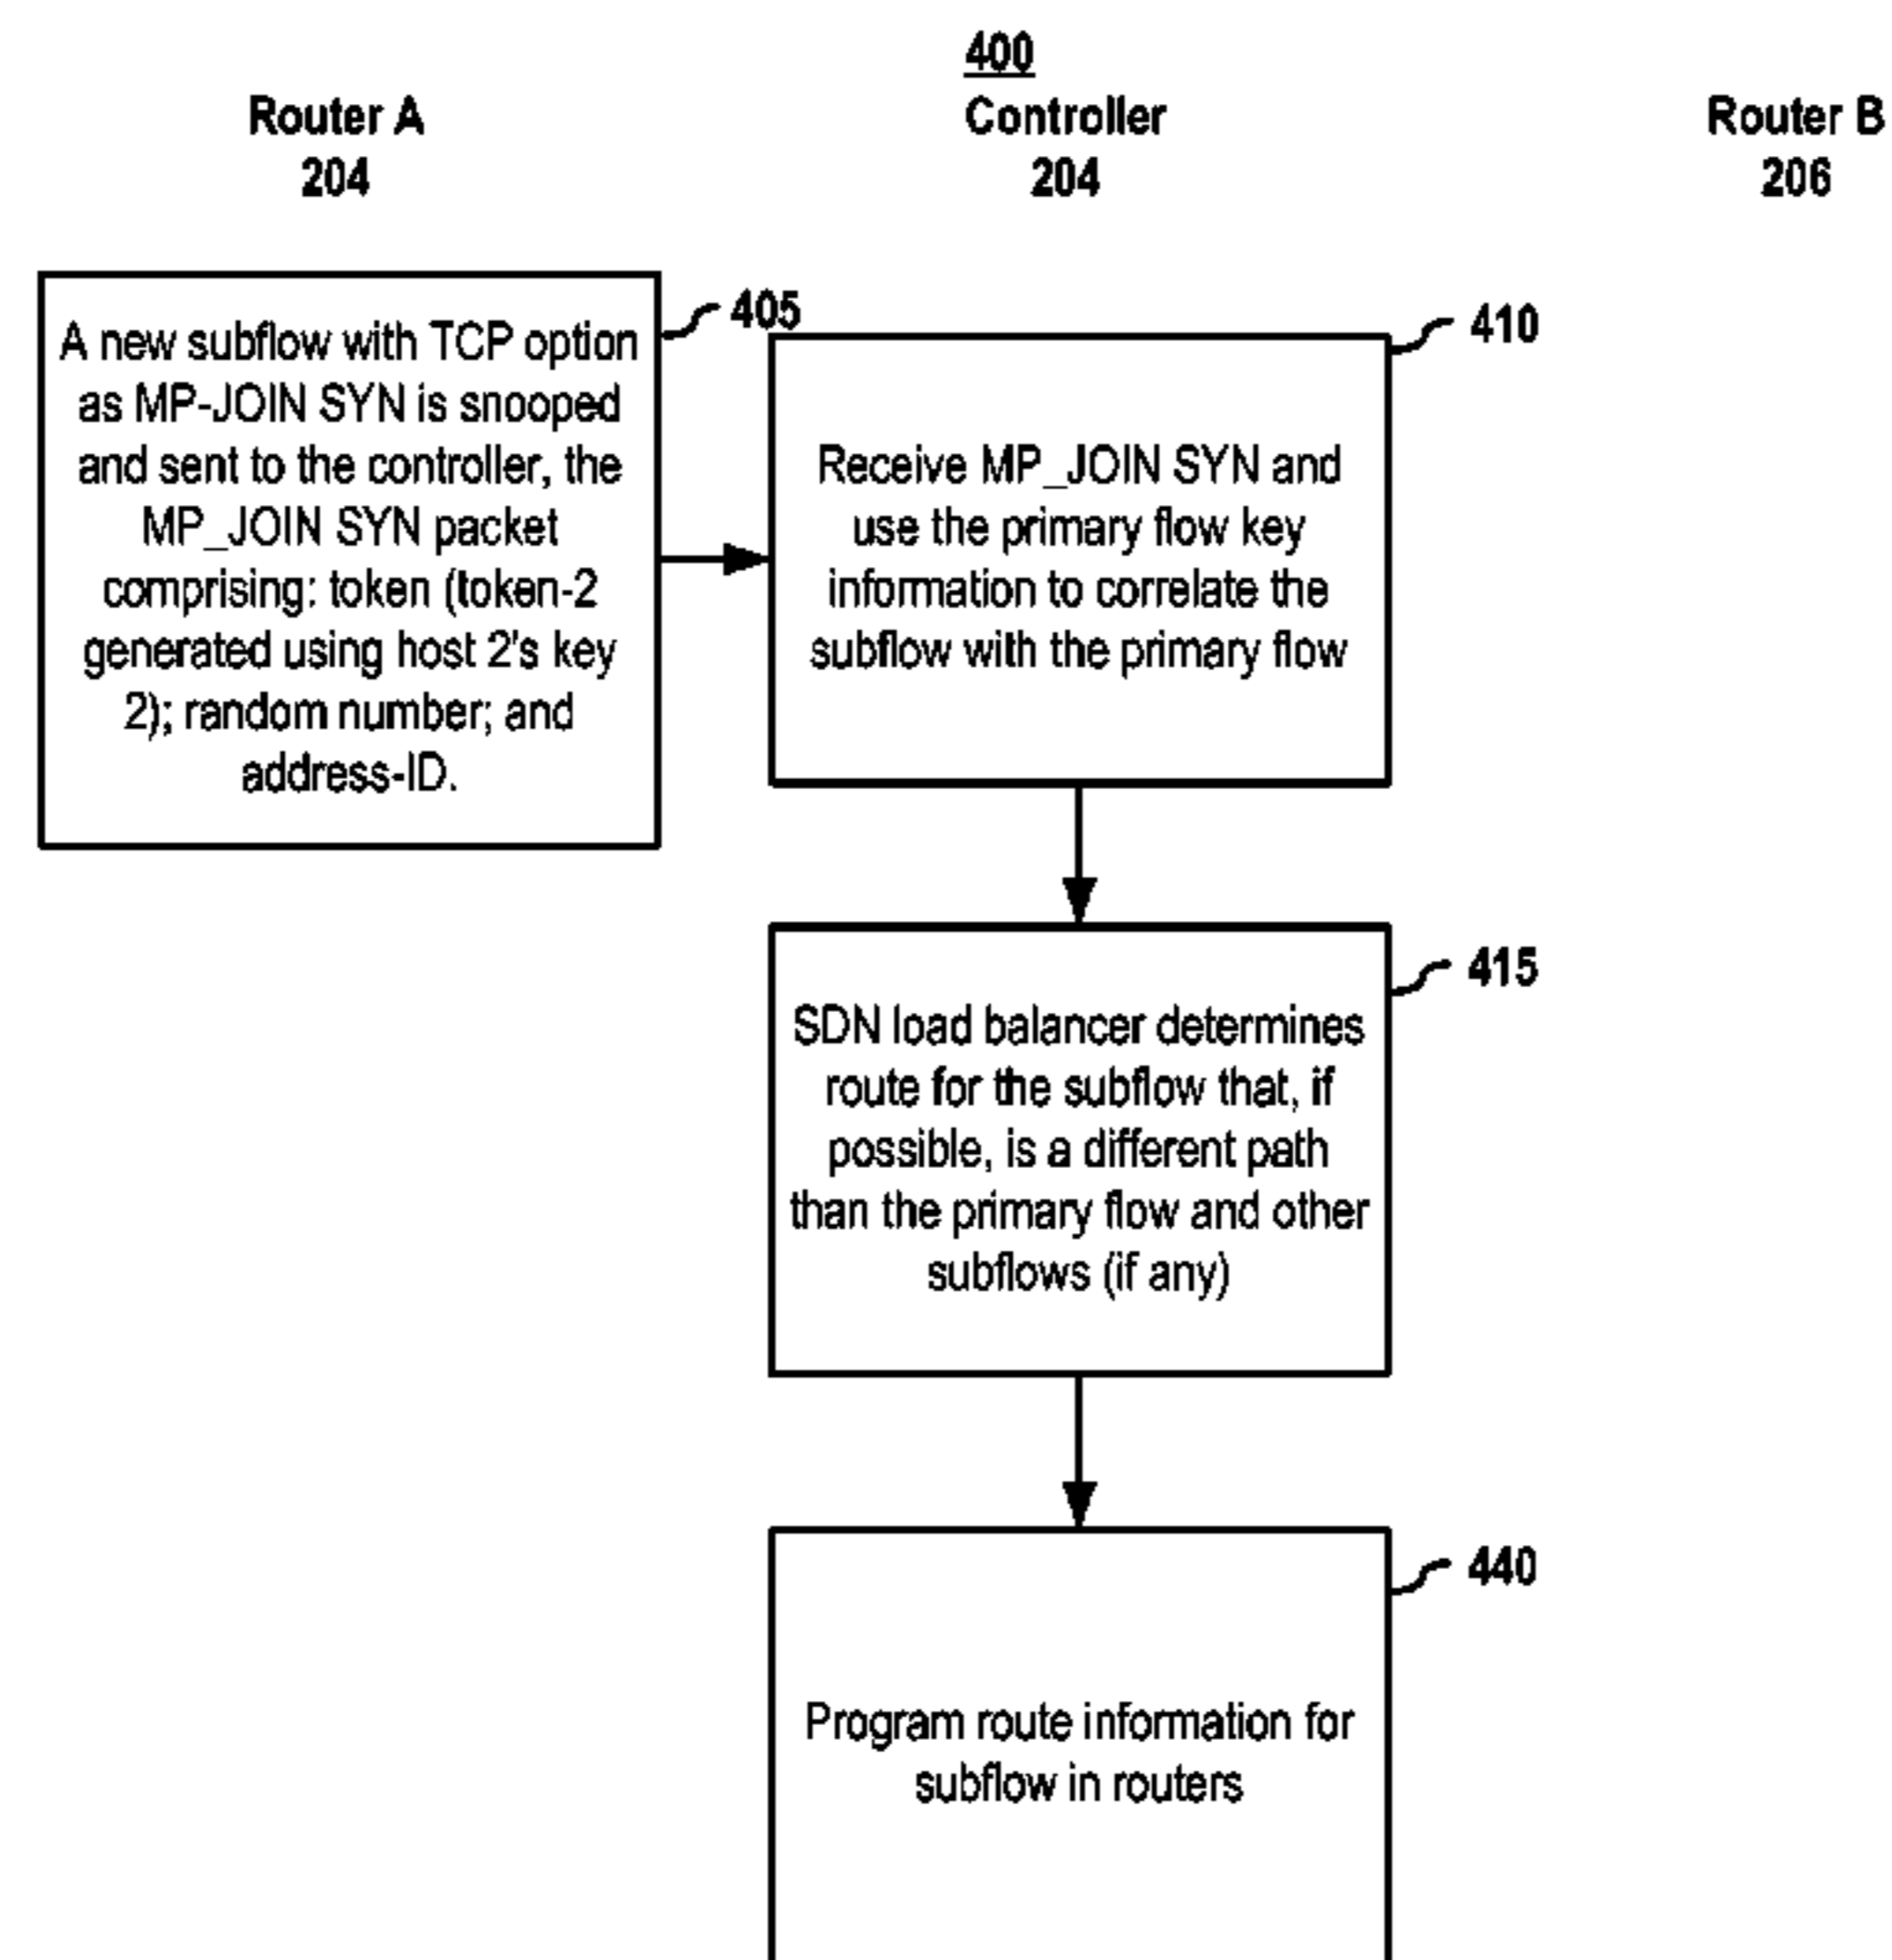 400
Router A
204
Controller
204
Router B
206
A new subflow with TCP option
as MP-JOIN SYN is snooped
and sent to the controller, the
MP_JOIN SYN packet
comprising: token (token-2
generated using host 2's key
2); random number; and
address-ID.
405
Receive MP_JOIN SYN and
use the primary flow key
information to correlate the
subflow with the primary flow
410
SDN load balancer determines
route for the subflow that, if
possible, is a different path
than the primary flow and other
subflows (if any)
415
Program route information for
subflow in routers
440